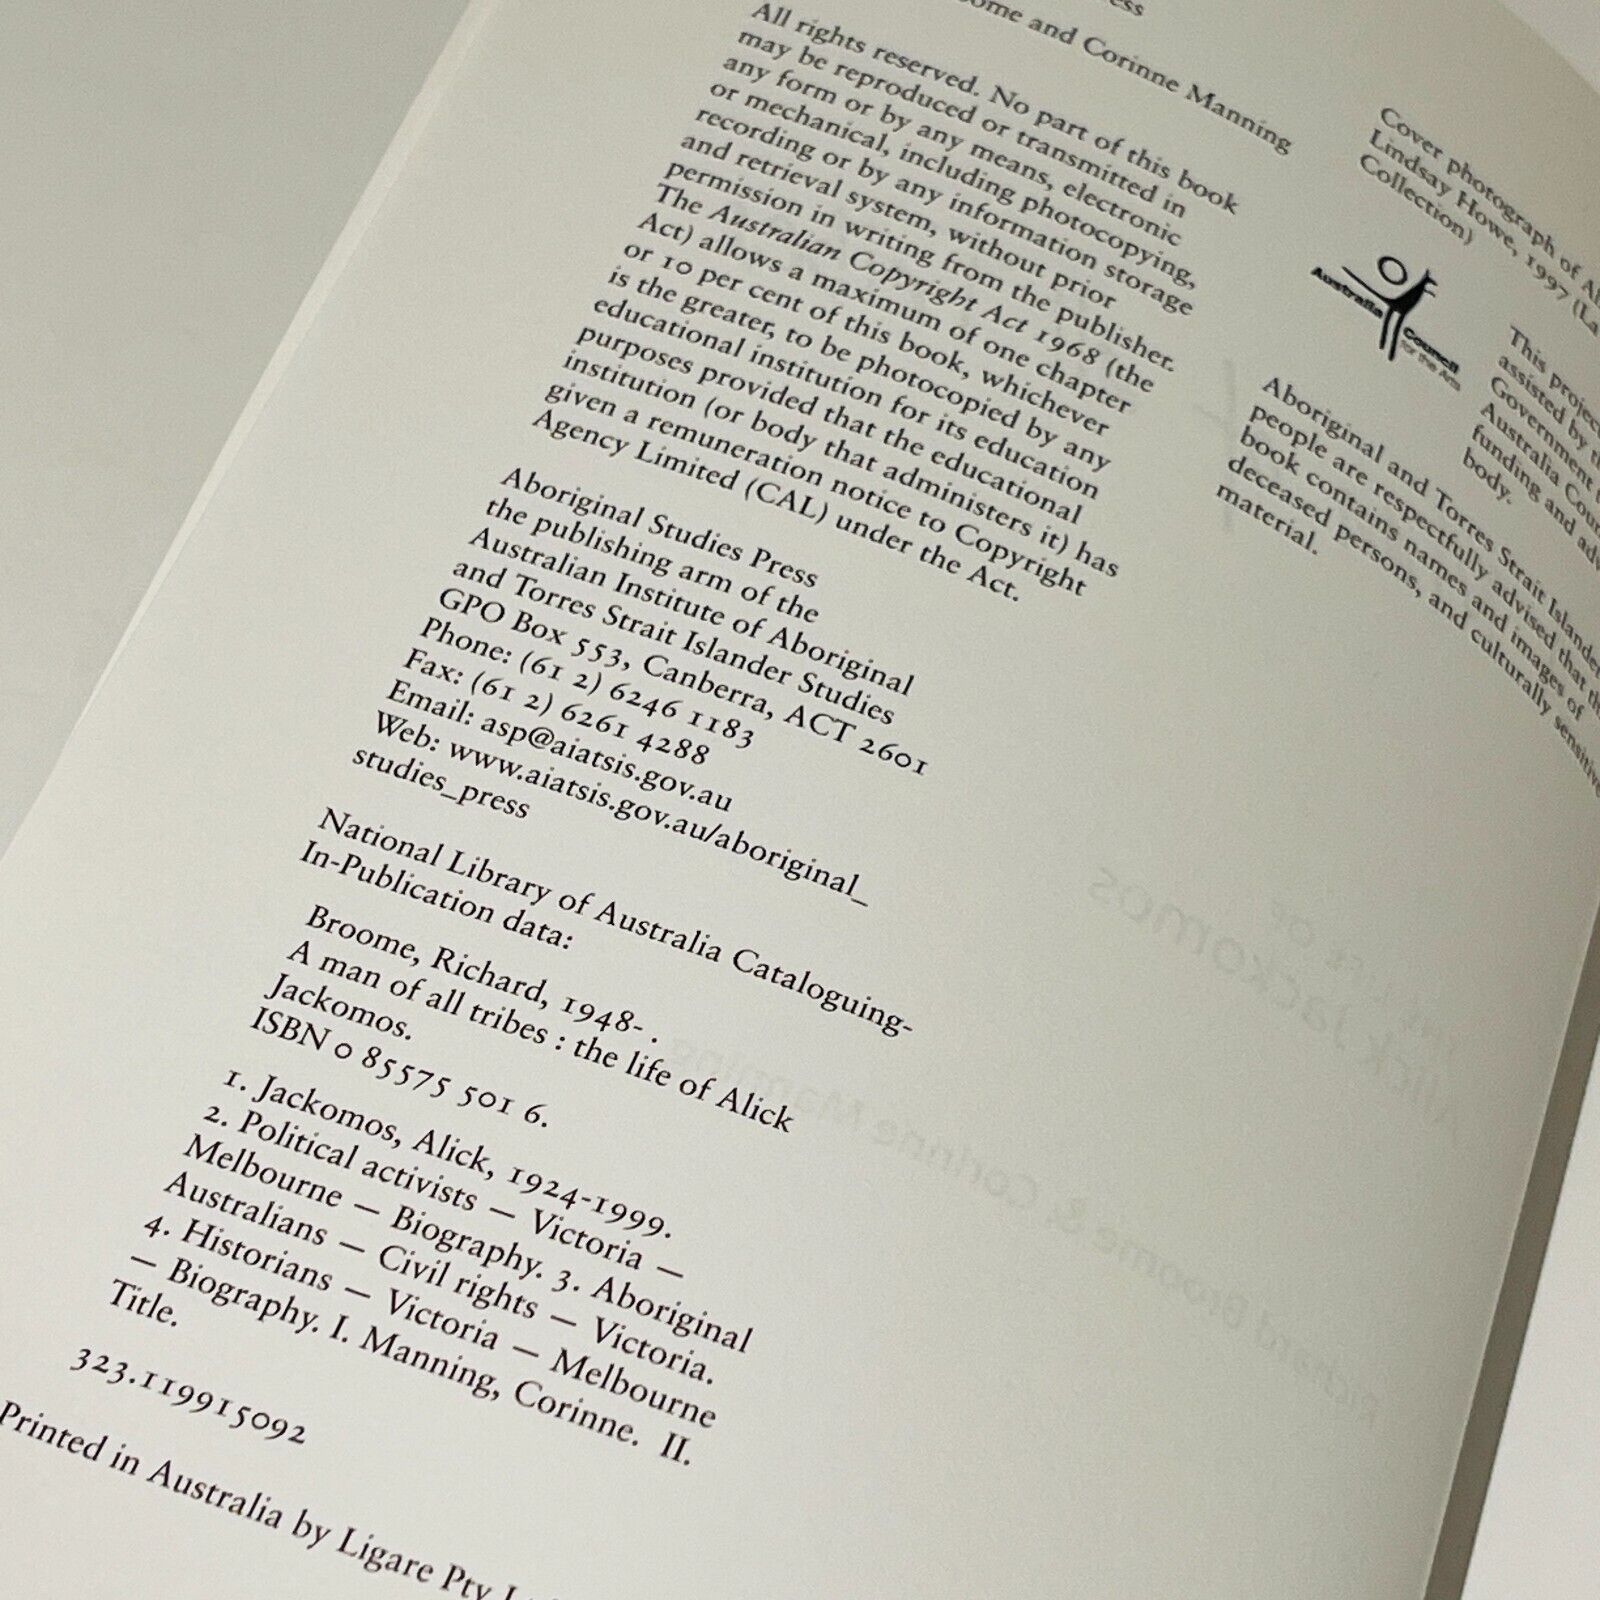 ess
ome and Corinne Manning
All rights reserved. No part of this book
may be reproduced or transmitted in
any form or by any means, electronic
or mechanical, including photocopying,
recording or by any information storage
and retrieval system, without prior
permission in writing from the publisher.
The Australian Copyright Act 1968 (the
Act) allows a maximum of one chapter
or 10 per cent of this book, whichever
is the greater, to be photocopied by any
educational institution for its education
purposes provided that the educational
institution (or body that administers it) has
given a remuneration notice to Copyright
Agency Limited (CAL) under the Act.
Aboriginal Studies Press
the publishing arm of the
Australian Institute of Aboriginal
and Torres Strait Islander Studies
GPO Box 553, Canberra, ACT 2601
Phone: (61 2) 6246 1183
Fax: (61 2) 6261 4288
Email: asp@aiatsis.gov.au
Web: www.aiatsis.gov.au/aboriginal_
studies_press
National Library of Australia Cataloguing-
In-Publication data:
Broome, Richard, 1948- .
A man of all tribes : the life of Alick
Jackomos.
ISBN 0 85575 501 6.
1. Jackomos, Alick, 1924-1999.
2. Political activists — Victoria —
Melbourne — Biography. 3. Aboriginal
Australians — Civil rights — Victoria.
4. Historians — Victoria — Melbourne
— Biography. I. Manning, Corinne. II.
Title.
323.119915092
Printed in Australia by Ligare Pty
Cover photograph of
Lindsay Howe, 1997 (La
Collection)
Australia Council
for the Arts
This project
assisted by
Government
Australia
funding and
body.
Aboriginal and Torres Strait Islander
people are respectfully advised that
book contains names and images of
deceased persons, and culturally sensitive
material.